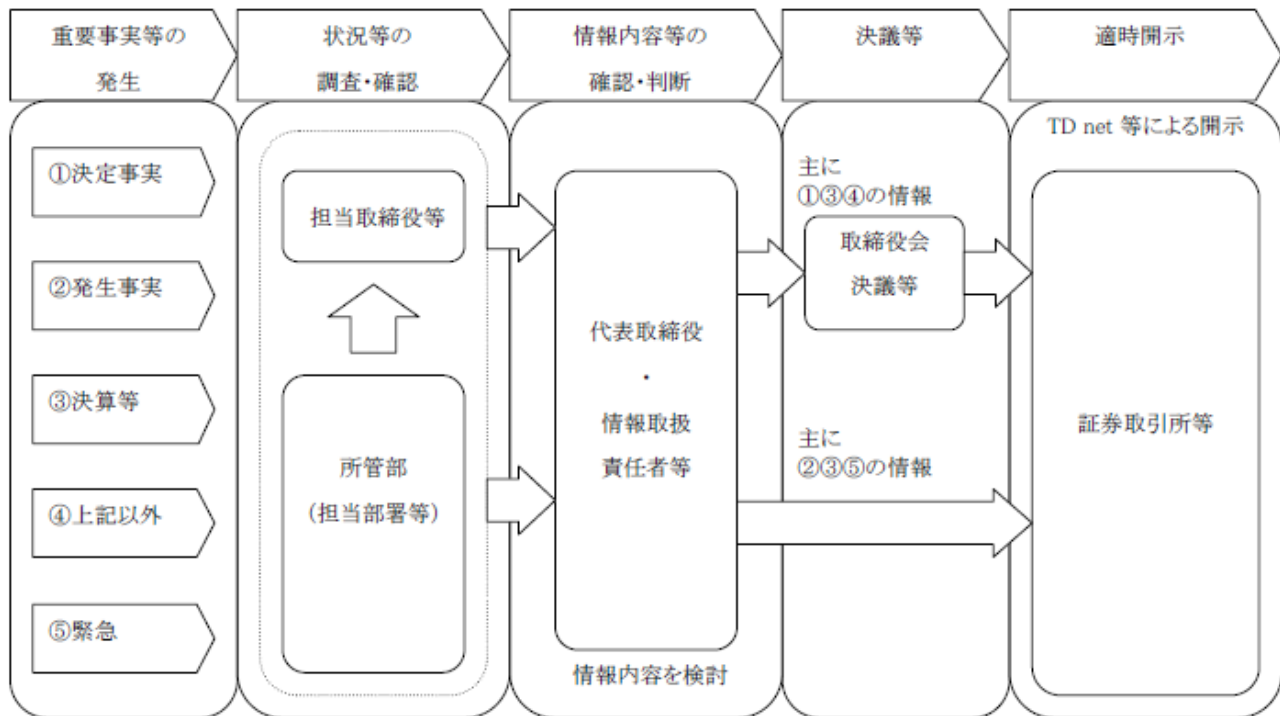 重要事実等の
発生
状況等の
調査・確認
情報内容等の
確認・判断
決議等
適時開示
①決定事実
②発生事実
③決算等
④上記以外
⑤緊急
担当取締役等
所管部
(担当部署等)
代表取締役
・
情報取扱
責任者等
情報内容を検討
主に
①③④の情報
取締役会
決議等
主に
②③⑤の情報
TD net 等による開示
証券取引所等